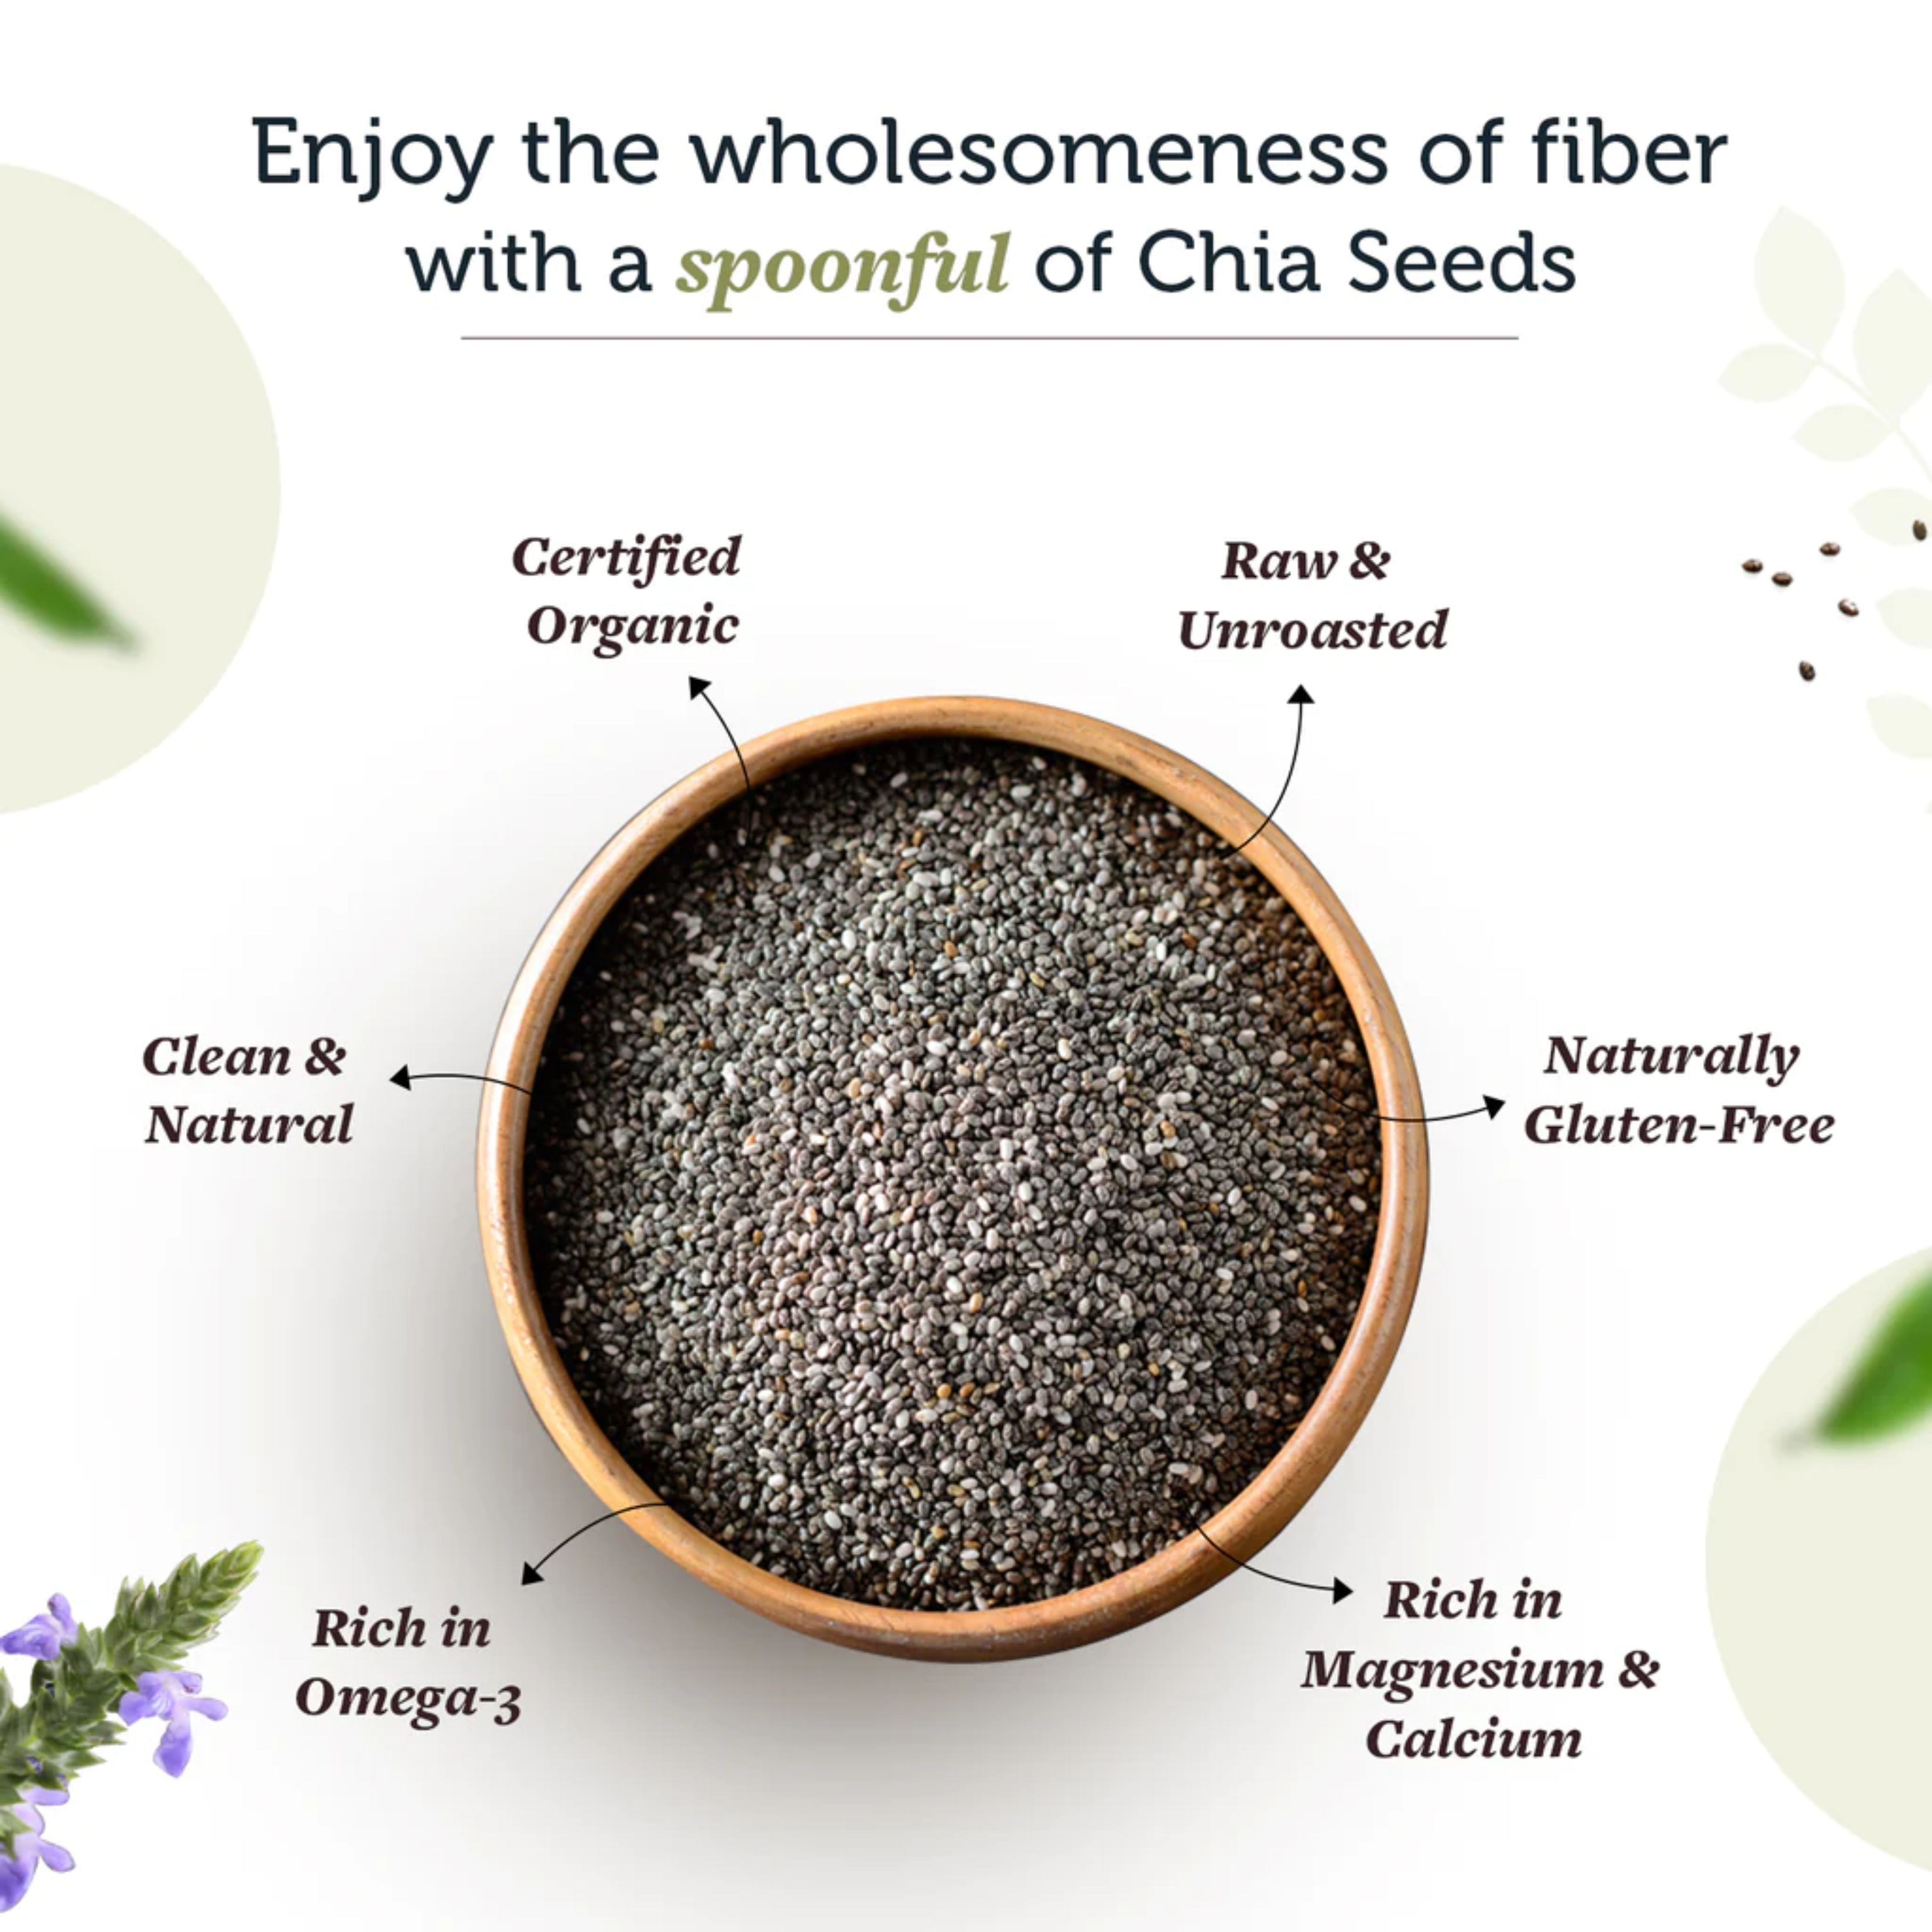 Enjoy the wholesomeness of fiber
with a spoonful of Chia Seeds
Certified
Organic
Raw &
Unroasted
Clean &
Natural
Naturally
Gluten-Free
Rich in
Omega-3
Rich in
Magnesium &
Calcium